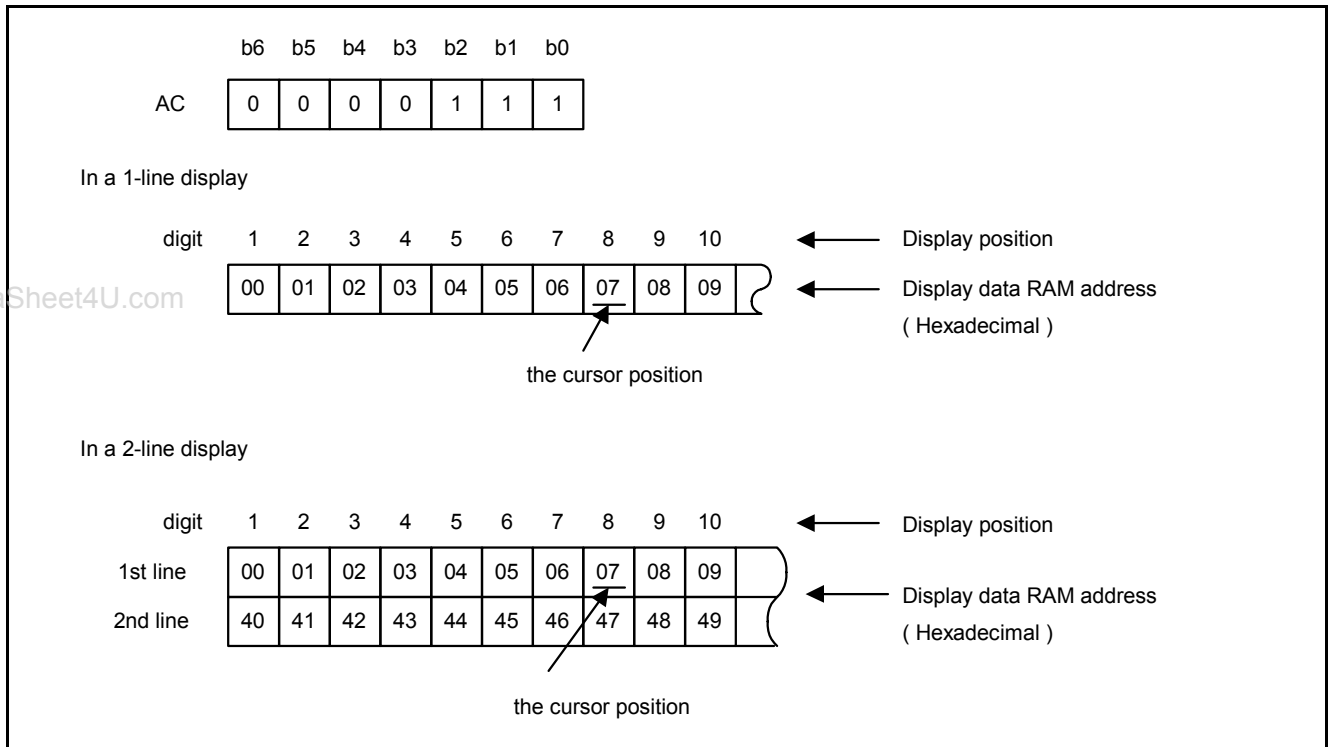 b6 b5 b4 b3 b2 b1 b0
AC 0 0 0 0 1 1 1
In a 1-line display
digit 1 2 3 4 5 6 7 8 9 10 Display position
00 01 02 03 04 05 06 07 08 09 Display data RAM address
( Hexadecimal )
aSheet4U.com
the cursor position
In a 2-line display
digit 1 2 3 4 5 6 7 8 9 10 Display position
1st line 00 01 02 03 04 05 06 07 08 09
Display data RAM address
2nd line 40 41 42 43 44 45 46 47 48 49
( Hexadecimal )
the cursor position